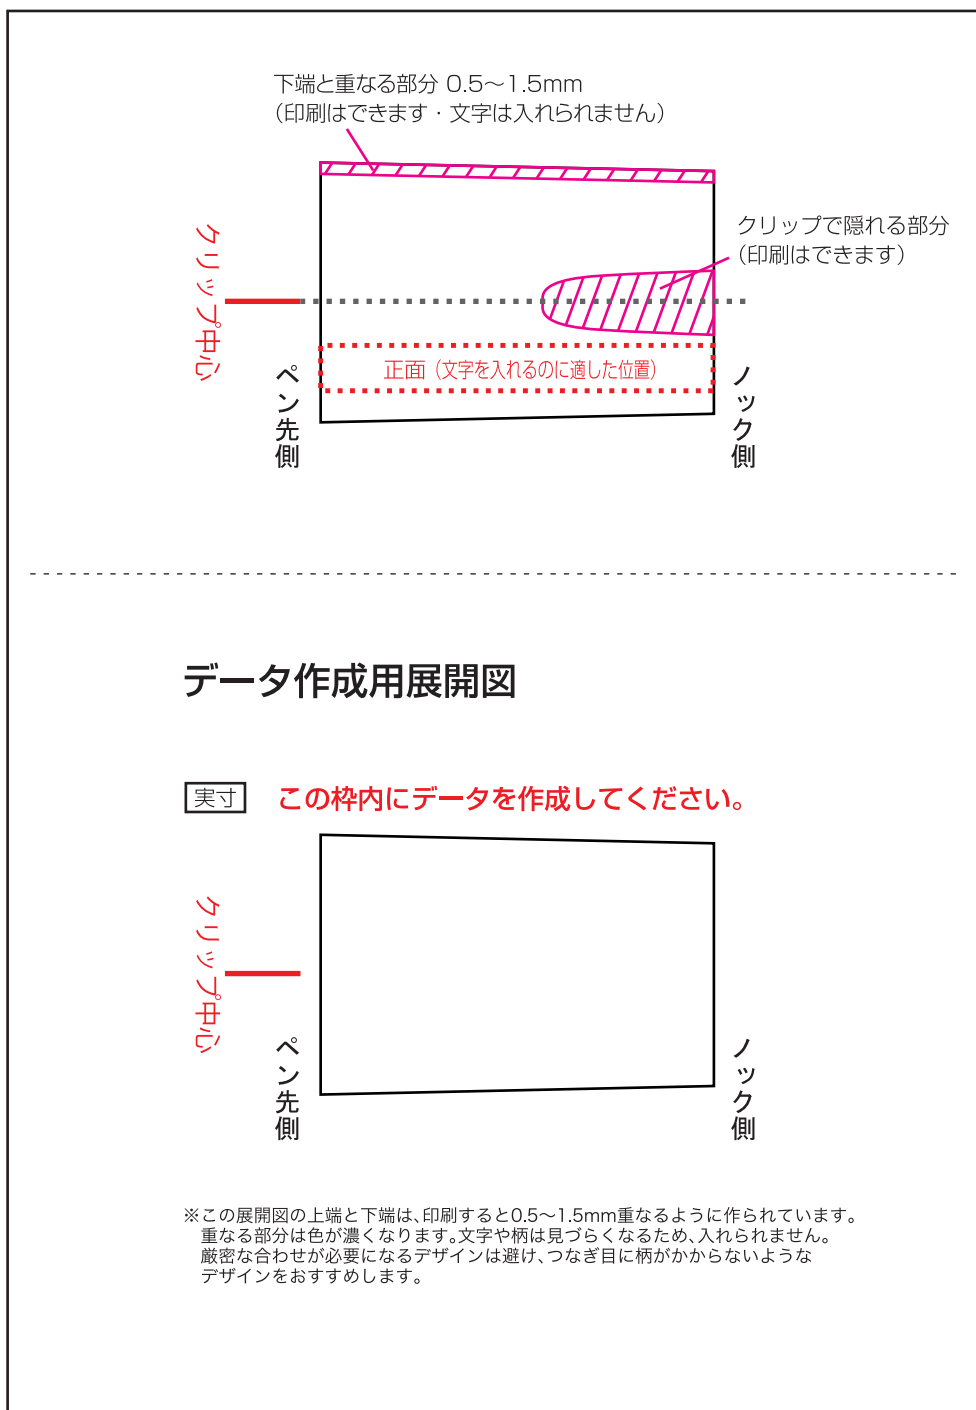 下端と重なる部分 0.5〜1.5mm
（印刷はできます・文字は入れられません）
クリップで隠れる部分
（印刷はできます）
クリップ中心
正面（文字を入れるのに適した位置）
ペン先側
ノック側
データ作成用展開図
実寸
この枠内にデータを作成してください。
クリップ中心
ペン先側
ノック側
※この展開図の上端と下端は、印刷すると0.5〜1.5mm重なるように作られています。
重なる部分は色が濃くなります。文字や柄は見づらくなるため、入れられません。
厳密な合わせが必要になるデザインは避け、つなぎ目に柄がかからないような
デザインをおすすめします。